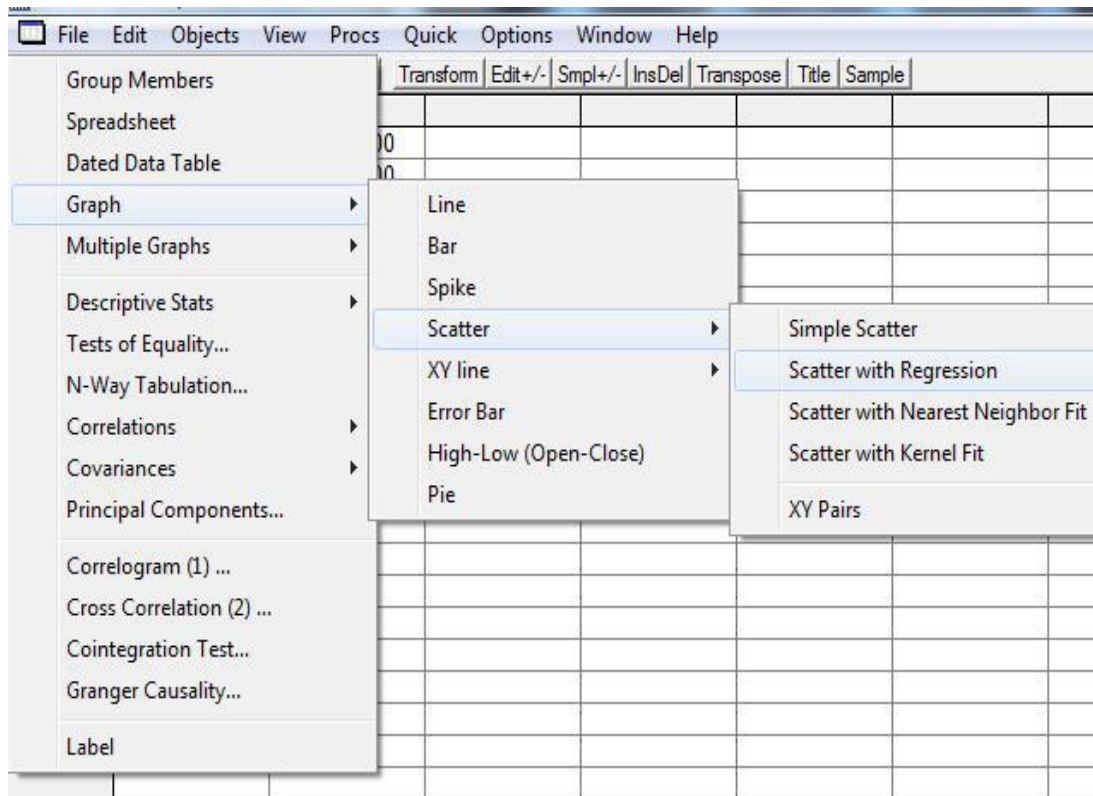 File Edit Objects View Procs Quick Options Window Help
Transform Edit+/- Smpl+/- InsDel Transpose Title Sample
Group Members
Spreadsheet
Dated Data Table
Graph
Multiple Graphs
Descriptive Stats
Tests of Equality...
N-Way Tabulation...
Correlations
Covariances
Principal Components...
Correlogram (1) ...
Cross Correlation (2) ...
Cointegration Test...
Granger Causality...
Label
00
00
Line
Bar
Spike
Scatter
XY line
Error Bar
High-Low (Open-Close)
Pie
Simple Scatter
Scatter with Regression
Scatter with Nearest Neighbor Fit
Scatter with Kernel Fit
XY Pairs